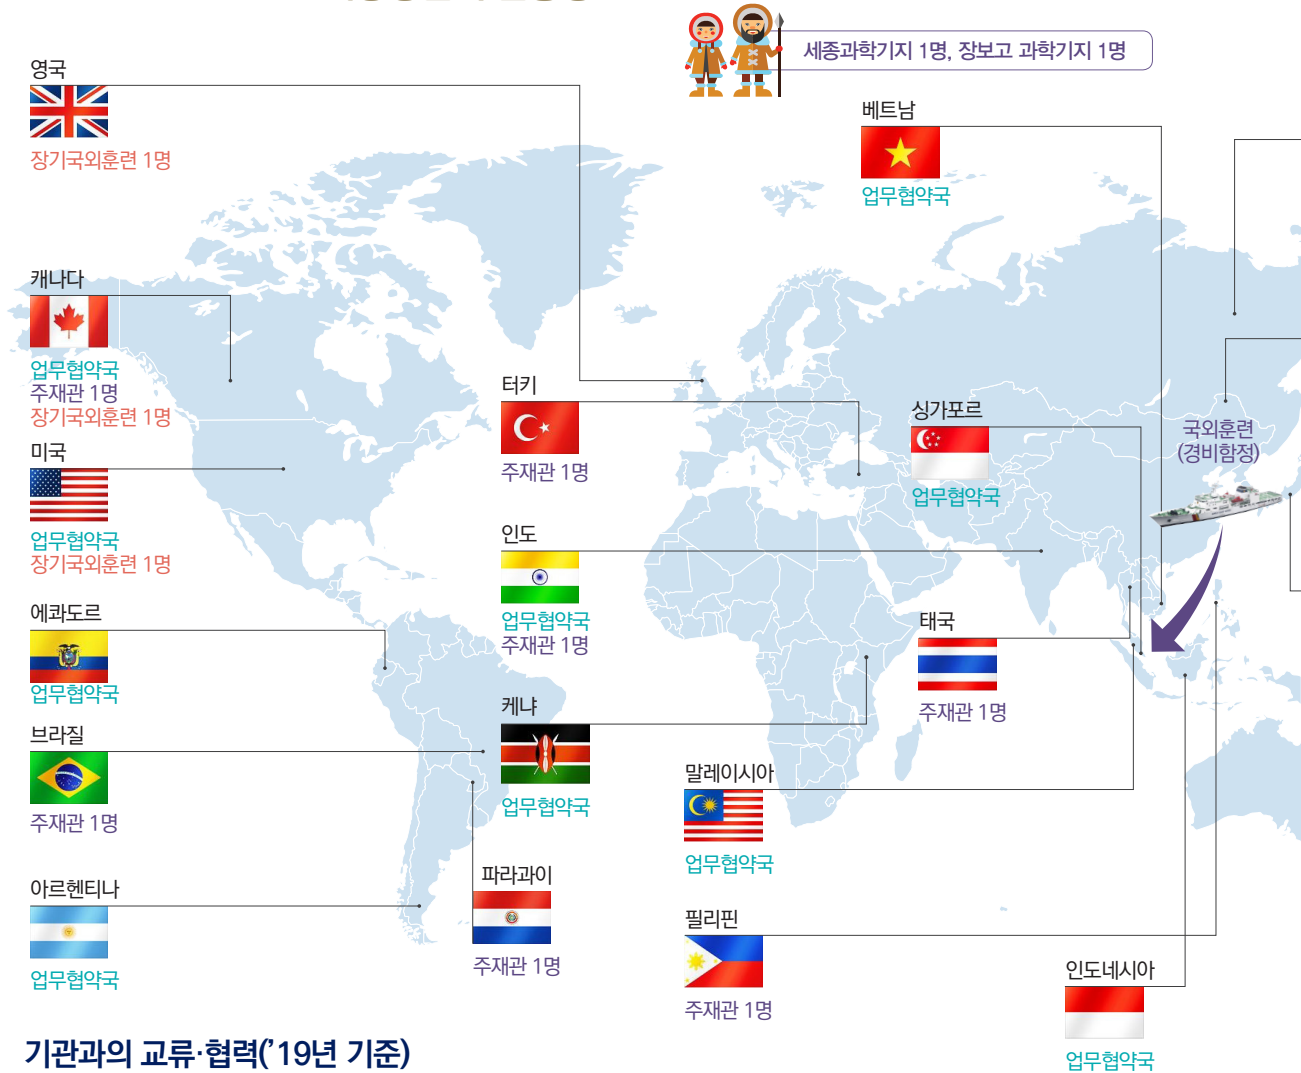 세종과학기지 1명, 장보고 과학기지 1명
영국
장기국외훈련 1명
베트남
업무협약국
캐나다
업무협약국
주재관 1명
장기국외훈련 1명
터키
주재관 1명
싱가포르
업무협약국
국외훈련
(경비함정)
미국
업무협약국
장기국외훈련 1명
인도
업무협약국
주재관 1명
에콰도르
업무협약국
태국
주재관 1명
케냐
업무협약국
브라질
주재관 1명
말레이시아
업무협약국
아르헨티나
업무협약국
파라과이
주재관 1명
필리핀
주재관 1명
인도네시아
업무협약국
기관과의 교류·협력(’19년 기준)